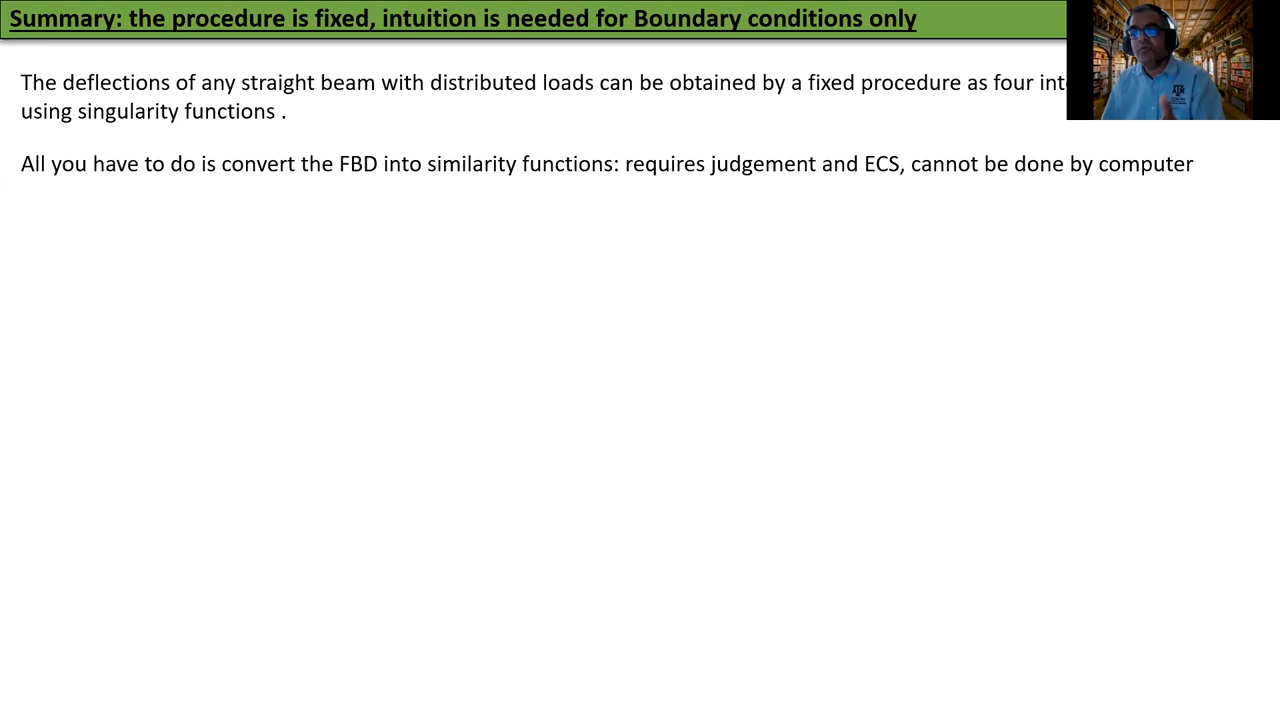 Summary: the procedure is fixed, intuition is needed for Boundary conditions only
The deflections of any straight beam with distributed loads can be obtained by a fixed procedure as four
using singularity functions .
All you have to do is convert the FBD into similarity functions: requires judgement and ECS, cannot be done by computer
ATM